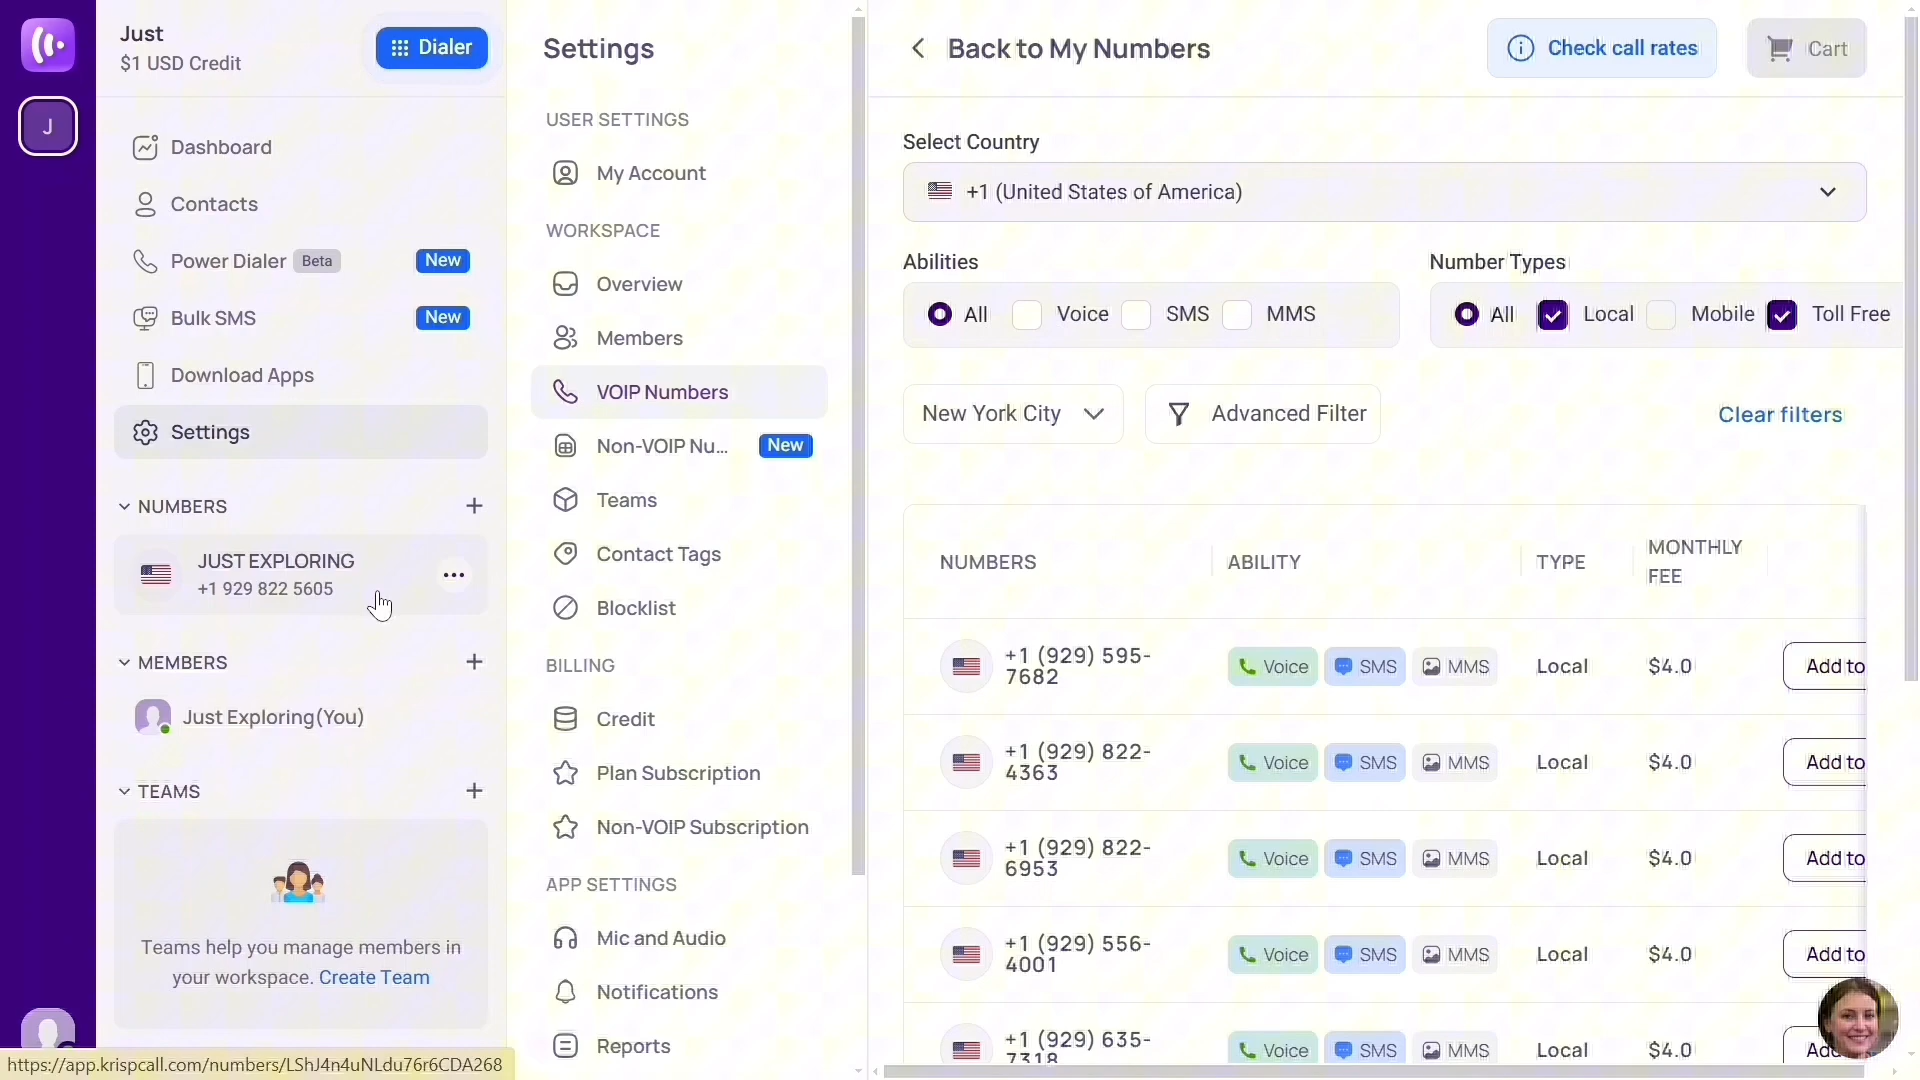 Just
$1 USD Credit
Dialer
J
Dashboard
Contacts
Power Dialer Beta New
Bulk SMS New
Download Apps
Settings
NUMBERS
JUST EXPLORING
+1 929 822 5605
MEMBERS
Just Exploring(You)
TEAMS
Teams help you manage members in
your workspace. Create Team
https://app.krispcall.com/numbers/LShJ4n4uNLdu76r6CDA268
Settings
USER SETTINGS
My Account
WORKSPACE
Overview
Members
VOIP Numbers
Non-VOIP Nu... New
Teams
Contact Tags
Blocklist
BILLING
Credit
Plan Subscription
Non-VOIP Subscription
APP SETTINGS
Mic and Audio
Notifications
Reports
Back to My Numbers
Check call rates
Cart
Select Country
+1 (United States of America)
Abilities
All Voice SMS MMS
Number Types
All Local Mobile Toll Free
New York City
Advanced Filter
Clear filters
NUMBERS ABILITY TYPE MONTHLY
FEE
+1 (929) 595-
7682
Voice SMS MMS Local $4.0 Add to
+1 (929) 822-
4363
Voice SMS MMS Local $4.0 Add to
+1 (929) 822-
6953
Voice SMS MMS Local $4.0 Add to
+1 (929) 556-
4001
Voice SMS MMS Local $4.0 Add to
+1 (929) 635-
7318
Voice SMS MMS Local $4.0 Add